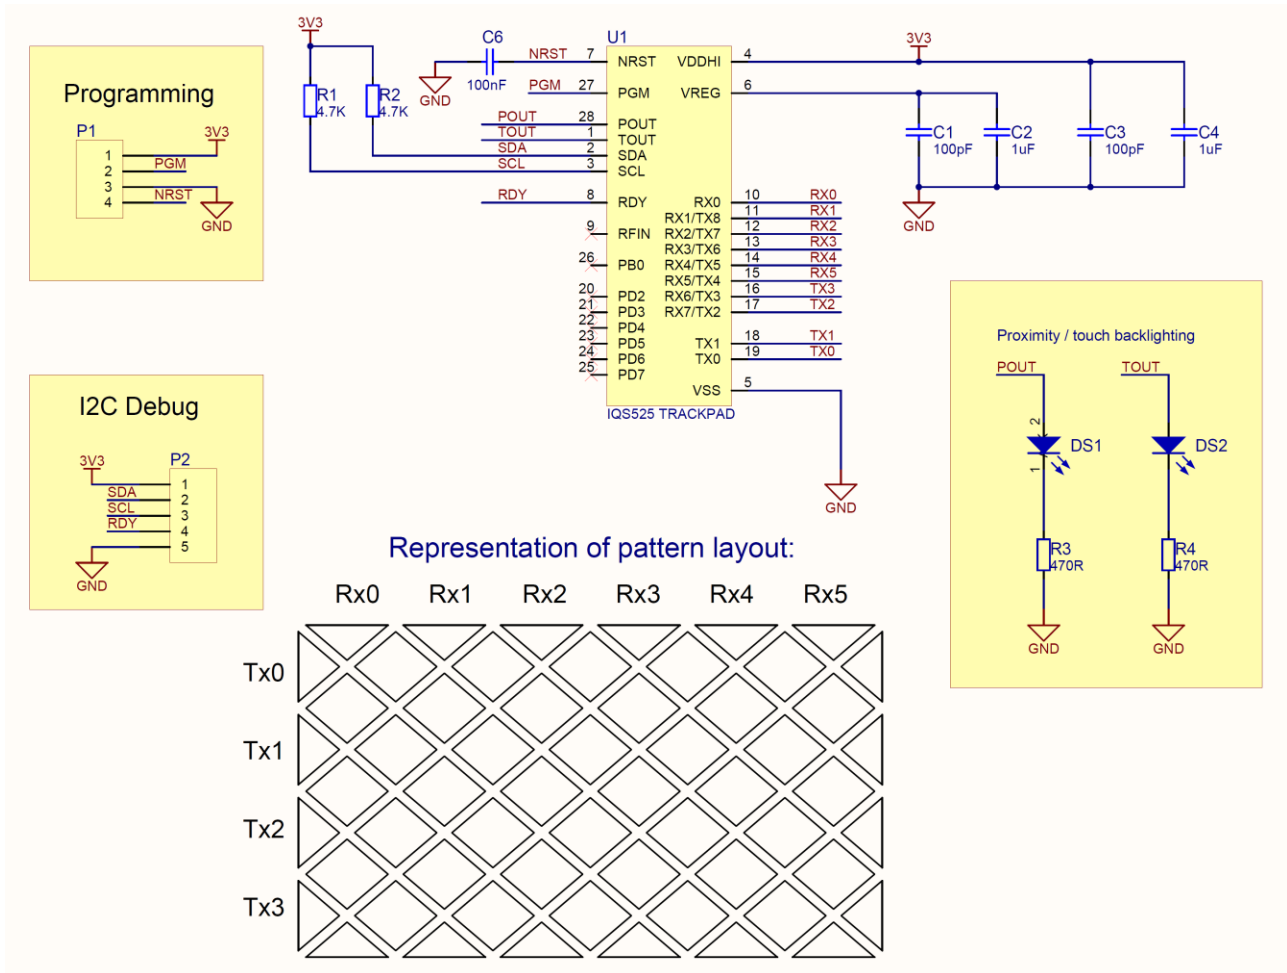 Programming
P1
3V3
1
2 PGM
3
4 NRST
GND
I2C Debug
3V3
P2
1
SDA 2
SCL 3
RDY 4
5
GND
3V3
R1
4.7K
R2
4.7K
C6
100nF
GND
U1
NRST 7 NRST
PGM 27 PGM
POUT 28 POUT
TOUT 1 TOUT
SDA 2 SDA
SCL 3 SCL
RDY 8 RDY
9 RFIN
26 PB0
20 PD2
21 PD3
22 PD4
23 PD5
24 PD6
25 PD7
VDDHI 4
VREG 6
RX0 10 RX0
RX1/TX8 11 RX1
RX2/TX7 12 RX2
RX3/TX6 13 RX3
RX4/TX5 14 RX4
RX5/TX4 15 RX5
RX6/TX3 16 TX3
RX7/TX2 17 TX2
TX1 18 TX1
TX0 19 TX0
VSS 5
IQS525 TRACKPAD
GND
3V3
C1
100pF
C2
1uF
C3
100pF
C4
1uF
GND
Proximity / touch backlighting
POUT
TOUT
2
DS1
1
DS2
R3
470R
R4
470R
GND
GND
Representation of pattern layout:
Rx0 Rx1 Rx2 Rx3 Rx4 Rx5
Tx0
Tx1
Tx2
Tx3